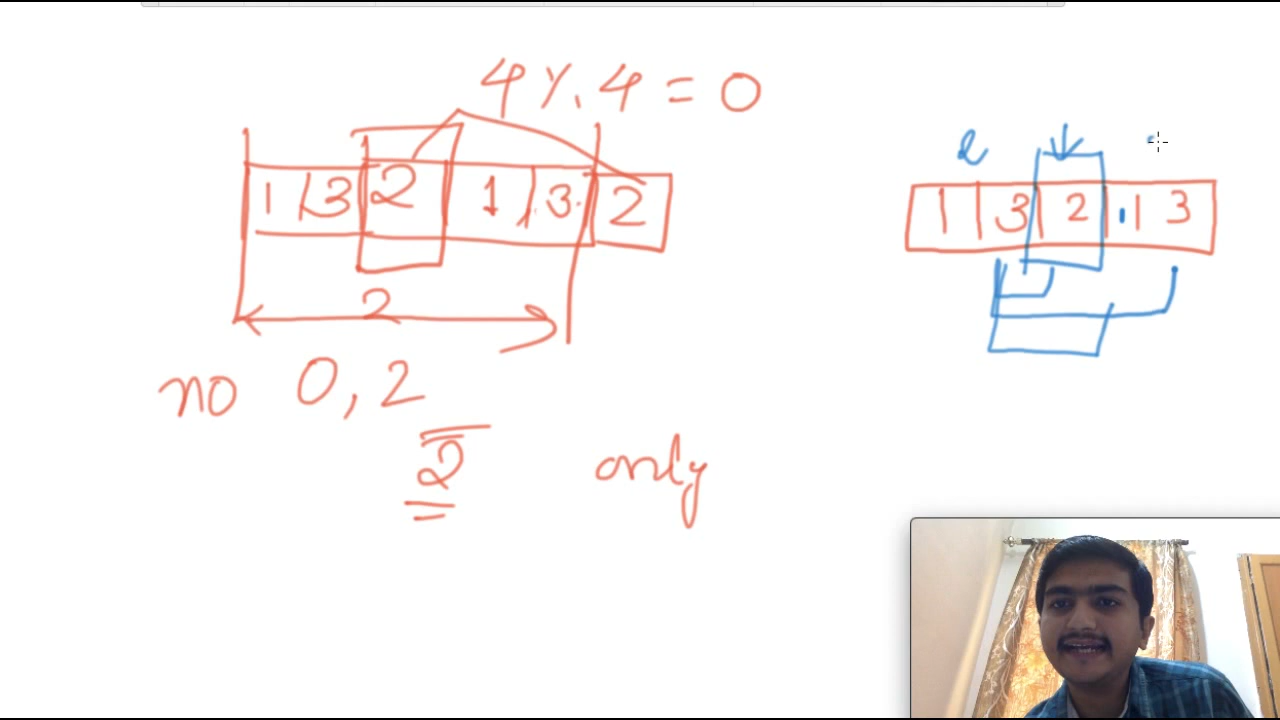 4 % 4 = 0
1 3 2 1 3 2
2
no 0, 2
2 only
1 3 2 1 3